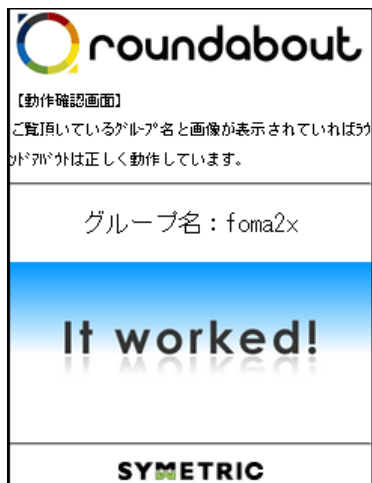 roundabout
【動作確認画面】
ご覧頂いているｸﾞﾙｰﾌﾟ名と画像が表示されていればﾗｳ
ﾝﾄﾞｱﾊﾞｳﾄは正しく動作しています。
グループ名：foma2x
It worked!
SYMETRIC